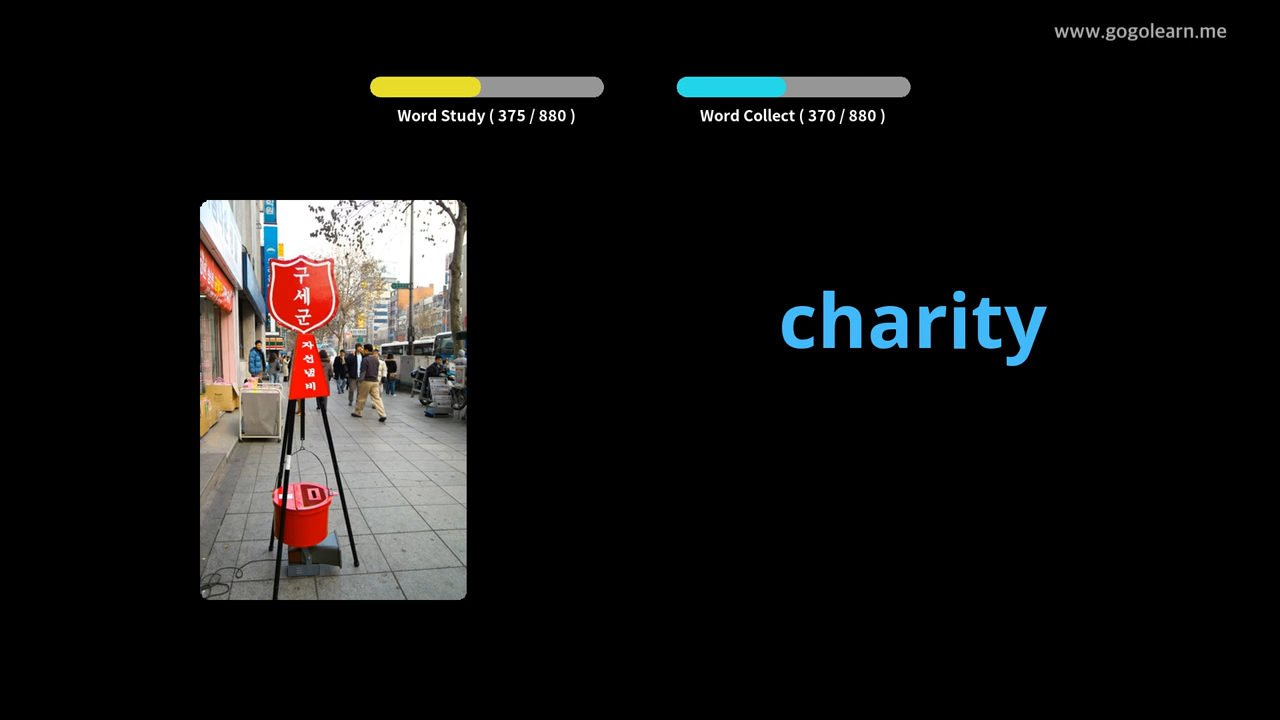 www.gogolearn.me
Word Study ( 375 / 880 )
Word Collect ( 370 / 880 )
구
세
군
자
선
냄
비
charity